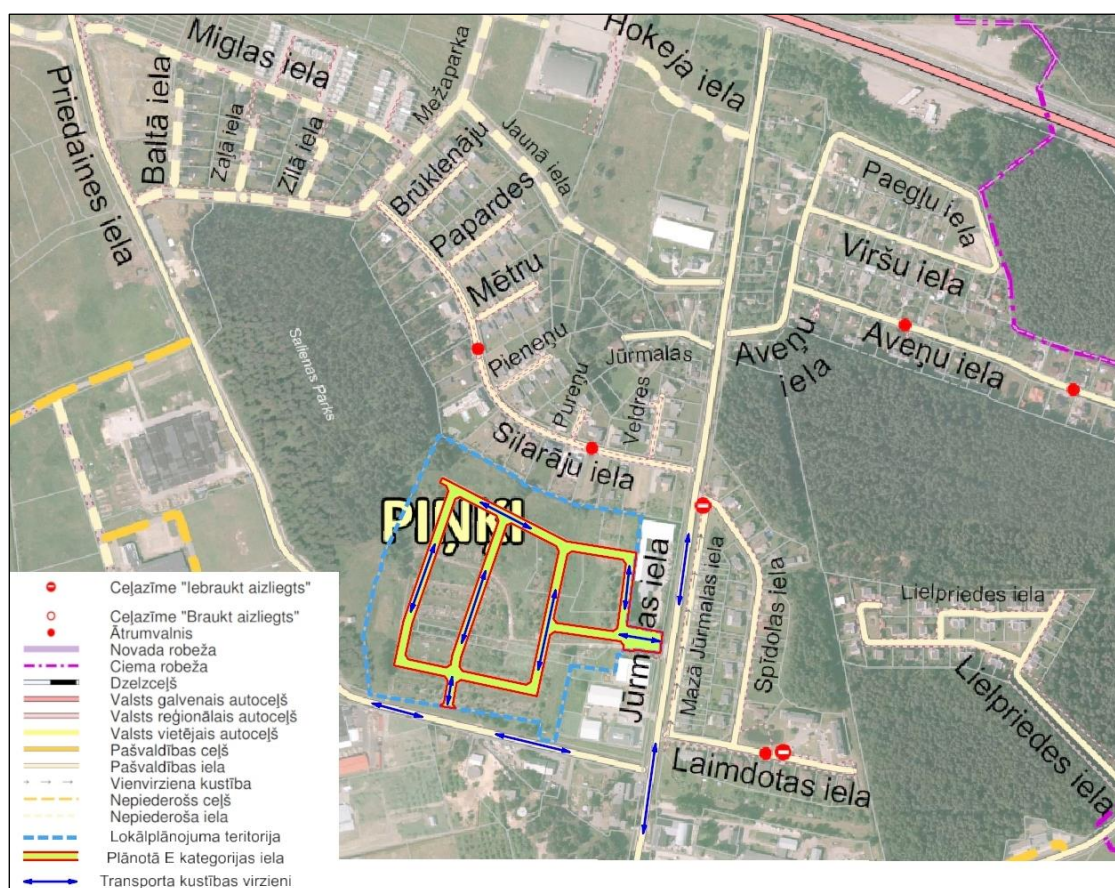 Miglas iela
Priedaines iela
Baltā iela
Zaļā iela
Zilā iela
Mežaparka
Hokeja iela
Jaunā iela
Brūklenāju
Papardes
Mētru
Pieneņu
Pureņu
Veldres
Jūrmalas
Silarāju iela
Paegļu iela
Viršu iela
Aveņu iela
Aveņu
iela
Salienas Parks
PIŅĶI
Jūrmalas iela
Mazā Jūrmalas iela
Spīdolas iela
Laimdotas iela
Lielpriedes iela
Lielpriedes iela
Ceļazīme "Iebraukt aizliegts"
Ceļazīme "Braukt aizliegts"
Ātrumvalnis
Novada robeža
Ciema robeža
Dzelzceļš
Valsts galvenais autoceļš
Valsts reģionālais autoceļš
Valsts vietējais autoceļš
Pašvaldības ceļš
Pašvaldības iela
Vienvirziena kustība
Nepiederošs ceļš
Nepiederoša iela
Lokālplānojuma teritorija
Plānotā E kategorijas iela
Transporta kustības virzieni